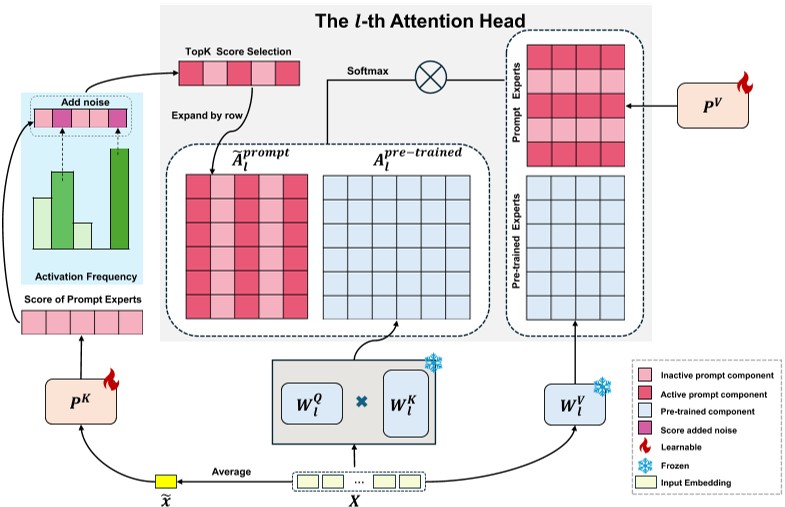 The l-th Attention Head
TopK Score Selection
Softmax
Add noise
Expand by row
Prompt Experts
P^V
Ã_l^prompt
A_l^pre-trained
Pre-trained Experts
Activation Frequency
Score of Prompt Experts
P^K
W_l^Q
×
W_l^K
W_l^V
Average
x̃
...
X
Inactive prompt component
Active prompt component
Pre-trained component
Score added noise
Learnable
Frozen
Input Embedding